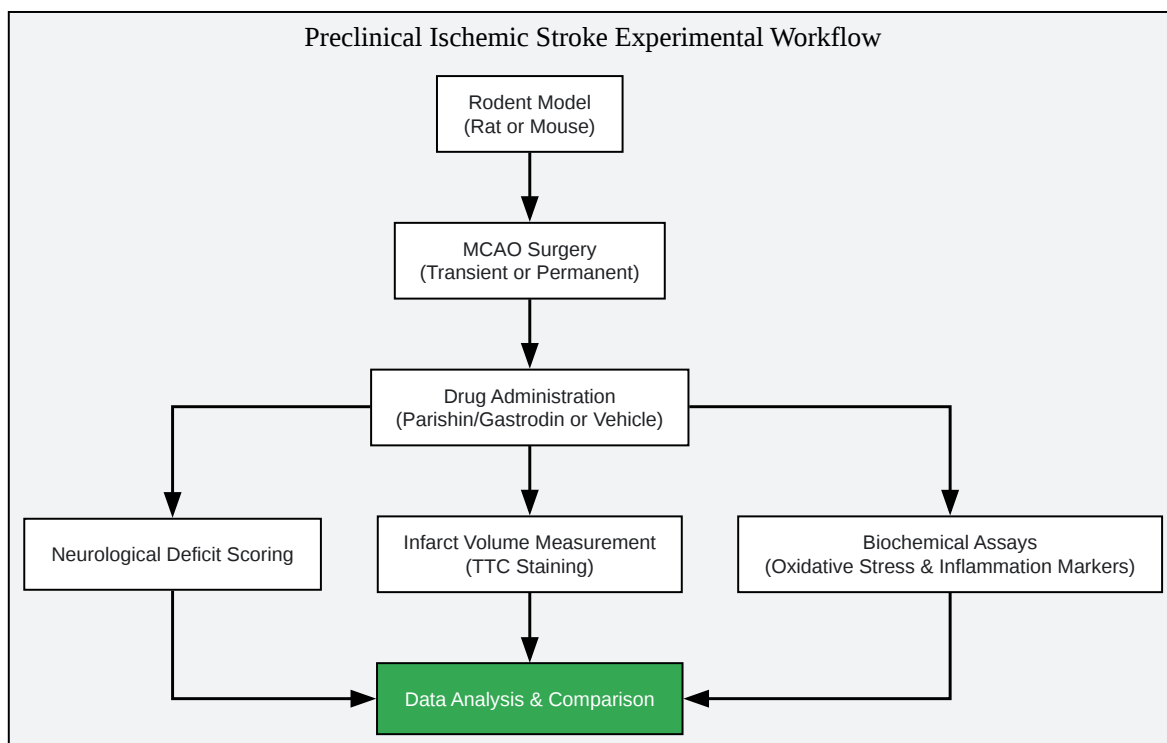 Preclinical Ischemic Stroke Experimental Workflow
Rodent Model
(Rat or Mouse)
MCAO Surgery
(Transient or Permanent)
Drug Administration
(Parishin/Gastrodin or Vehicle)
Neurological Deficit Scoring
Infarct Volume Measurement
(TTC Staining)
Biochemical Assays
(Oxidative Stress & Inflammation Markers)
Data Analysis & Comparison